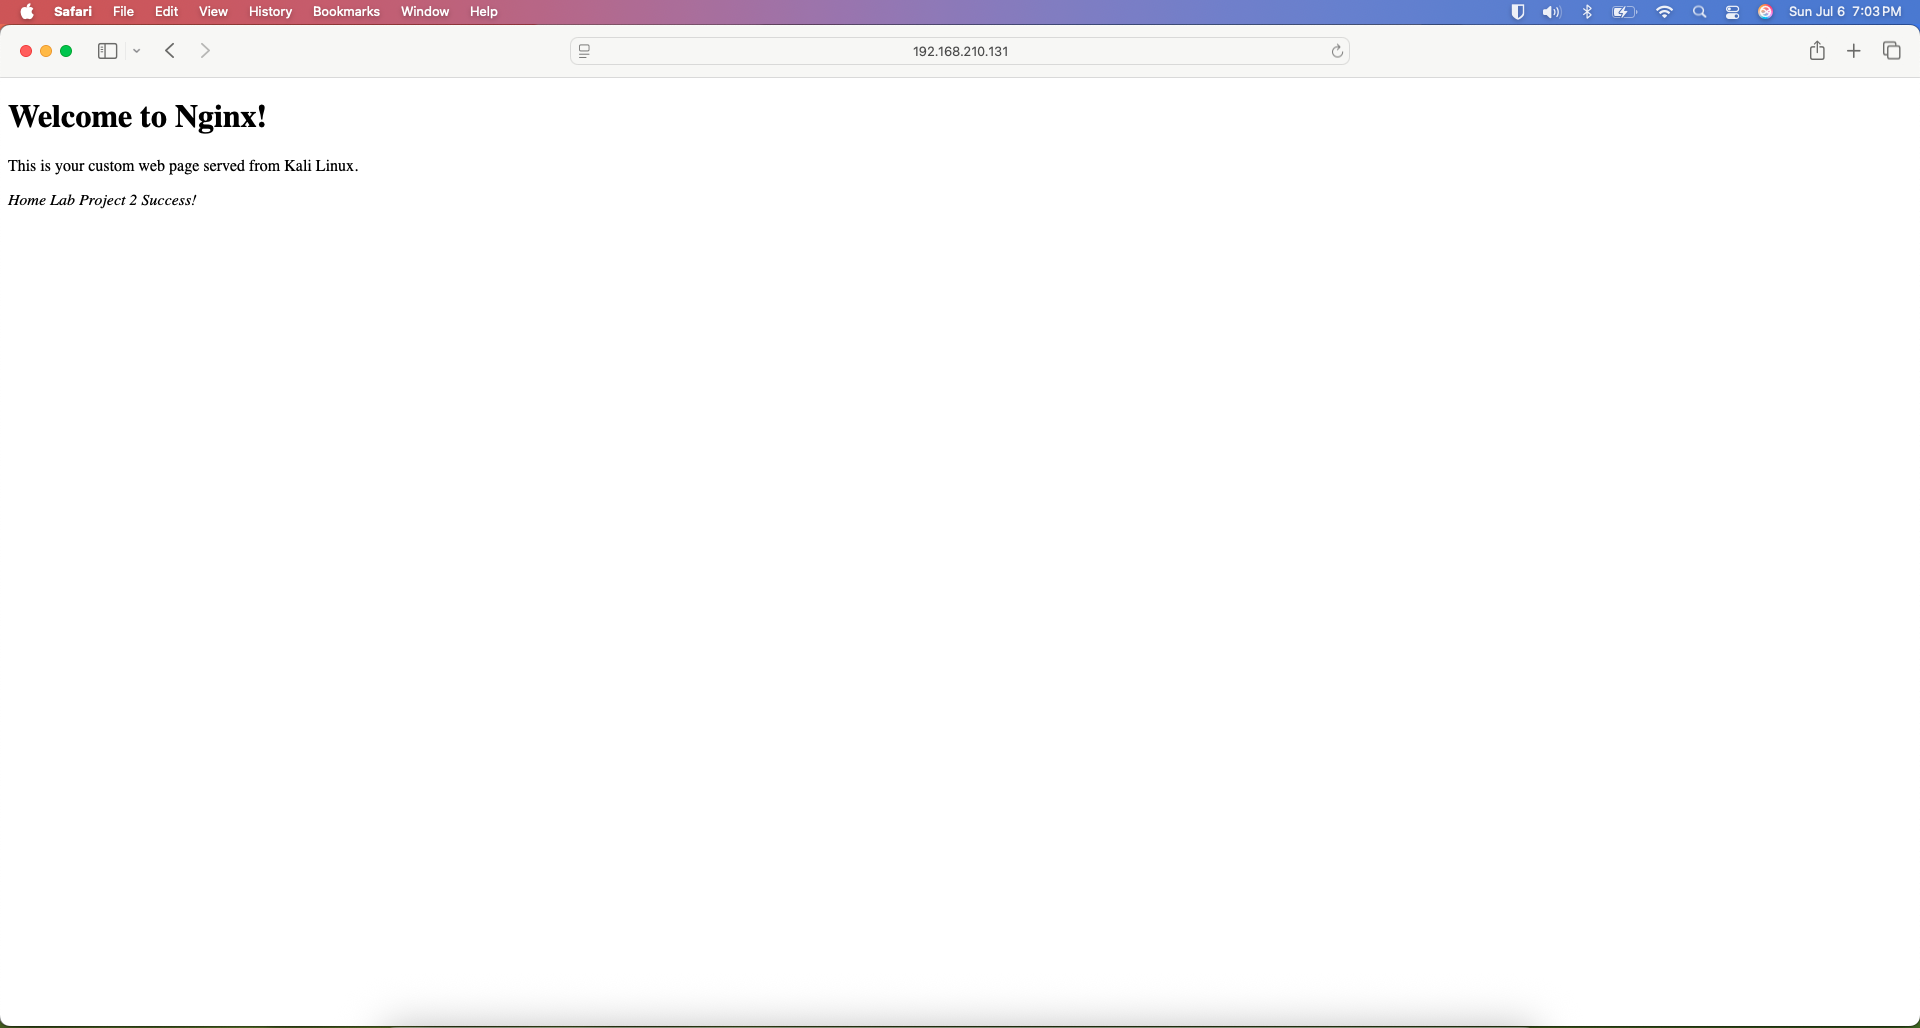 Safari File Edit View History Bookmarks Window Help Sun Jul 6 7:03 PM
192.168.210.131
Welcome to Nginx!
This is your custom web page served from Kali Linux.
Home Lab Project 2 Success!